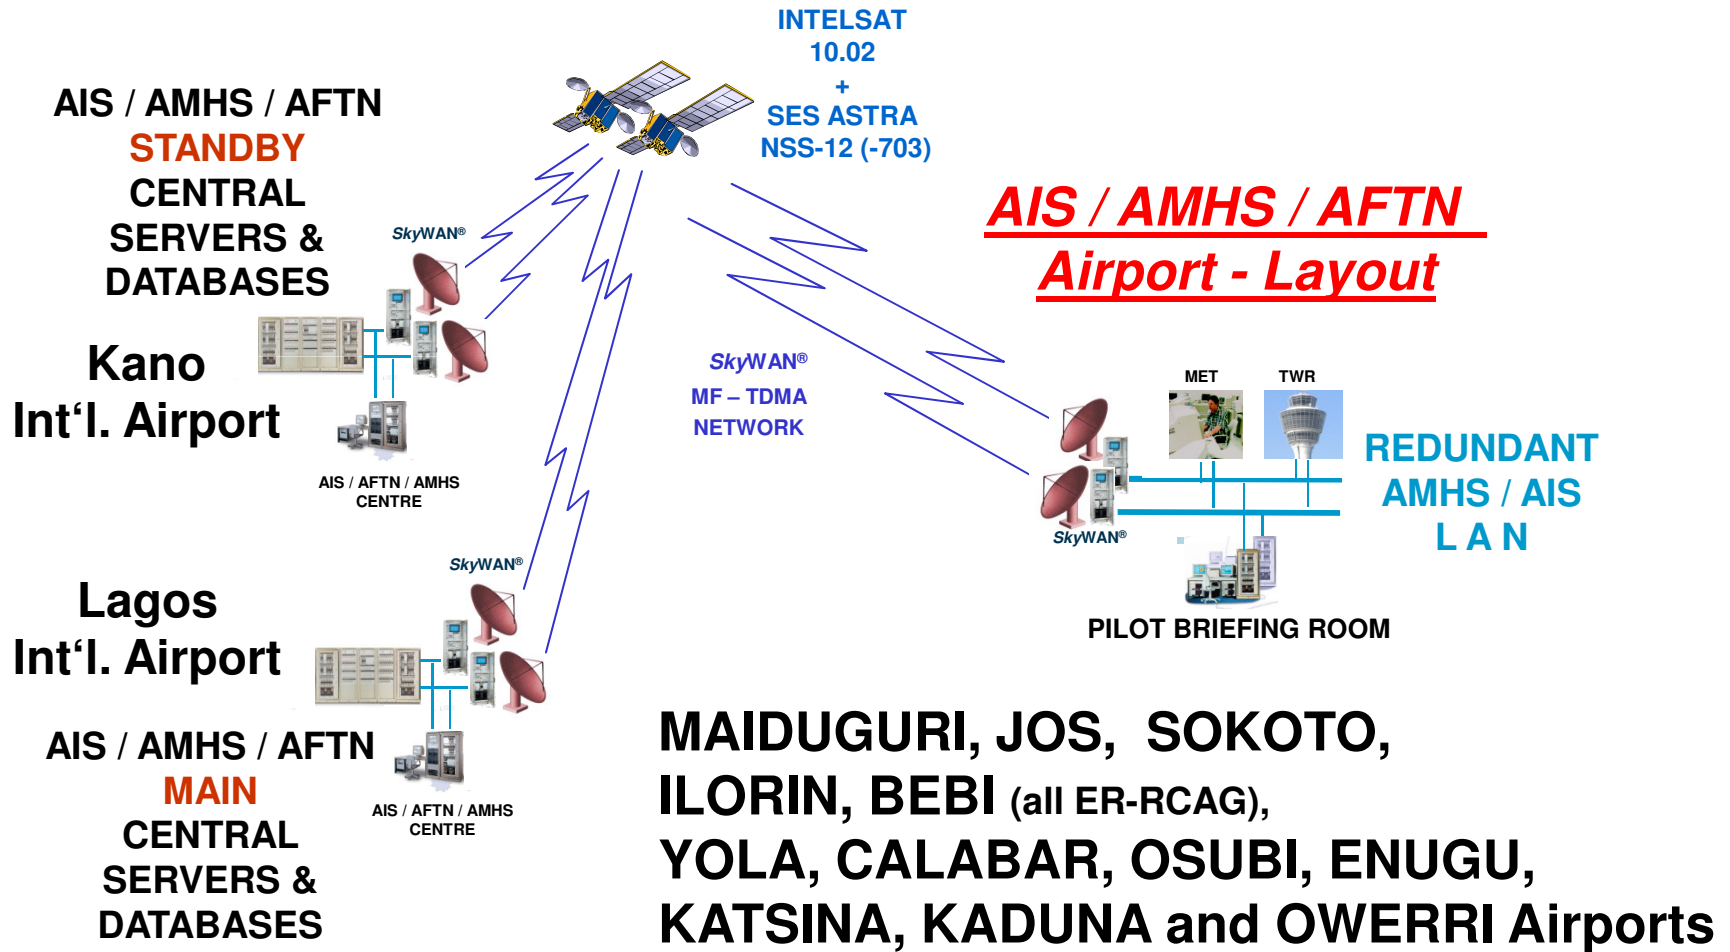 INTELSAT
10.02
+
SES ASTRA
NSS-12 (-703)
AIS / AMHS / AFTN
STANDBY
CENTRAL
SERVERS &
DATABASES
SkyWAN®
Kano
Int‘l. Airport
AIS / AFTN / AMHS
CENTRE
AIS / AMHS / AFTN
Airport - Layout
SkyWAN®
MF – TDMA
NETWORK
MET
TWR
REDUNDANT
AMHS / AIS
L A N
SkyWAN®
PILOT BRIEFING ROOM
SkyWAN®
Lagos
Int‘l. Airport
AIS / AMHS / AFTN
MAIN
CENTRAL
SERVERS &
DATABASES
AIS / AFTN / AMHS
CENTRE
MAIDUGURI, JOS, SOKOTO,
ILORIN, BEBI (all ER-RCAG),
YOLA, CALABAR, OSUBI, ENUGU,
KATSINA, KADUNA and OWERRI Airports